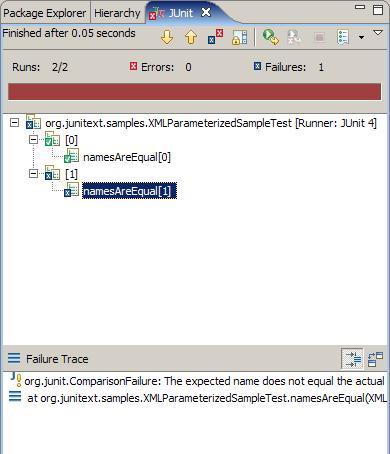 Package Explorer Hierarchy JUnit
Finished after 0.05 seconds
Runs: 2/2 Errors: 0 Failures: 1
org.junitext.samples.XMLParameterizedSampleTest [Runner: JUnit 4]
[0]
namesAreEqual[0]
[1]
namesAreEqual[1]
Failure Trace
org.junit.ComparisonFailure: The expected name does not equal the actual
at org.junitext.samples.XMLParameterizedSampleTest.namesAreEqual(XML